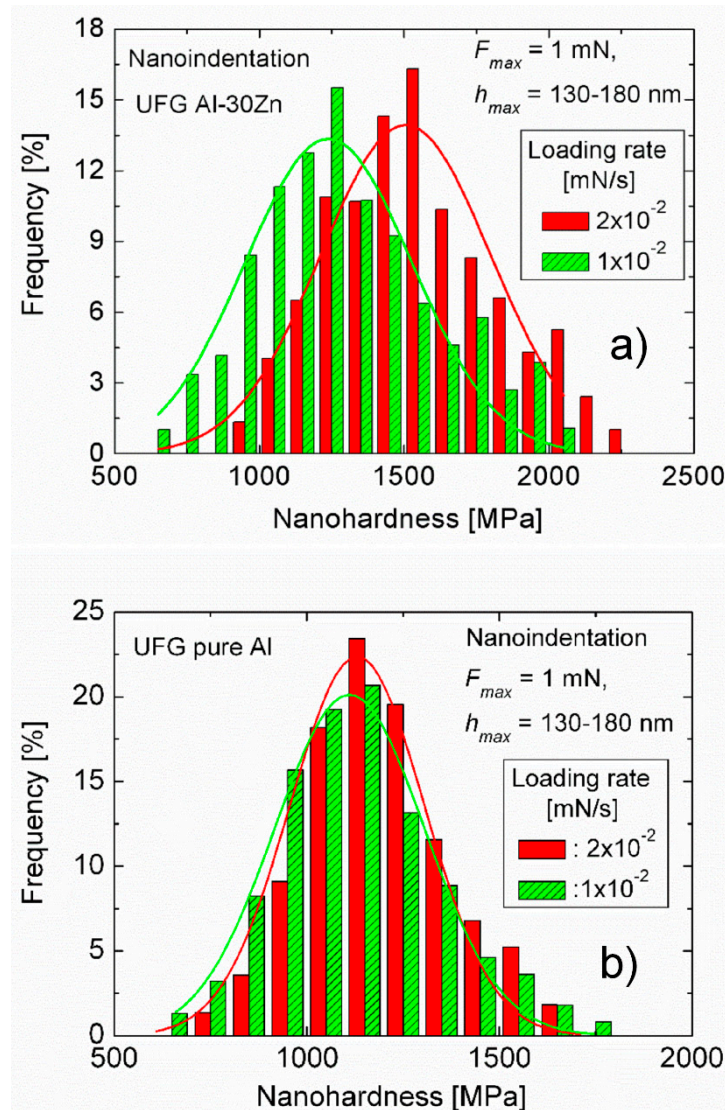 18
15
12
9
6
3
0
Frequency [%]
Nanoindentation
UFG Al-30Zn
F_max = 1 mN,
h_max = 130-180 nm
Loading rate
[mN/s]
2x10^-2
1x10^-2
a)
500 1000 1500 2000 2500
Nanohardness [MPa]
25
20
15
10
5
0
Frequency [%]
UFG pure Al
Nanoindentation
F_max = 1 mN,
h_max = 130-180 nm
Loading rate
[mN/s]
: 2x10^-2
:1x10^-2
b)
500 1000 1500 2000
Nanohardness [MPa]